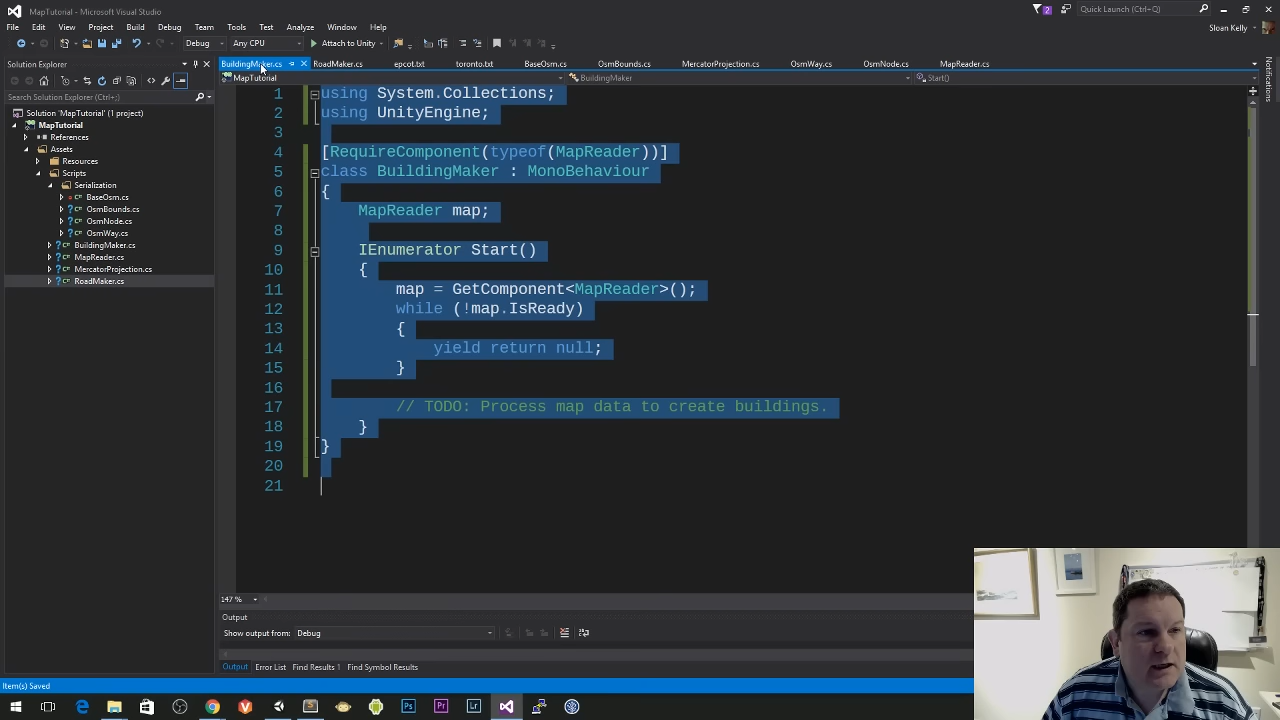 MapTutorial - Microsoft Visual Studio
2
Quick Launch (Ctrl+Q)
File Edit View Project Build Debug Team Tools Test Analyze Window Help
Sloan Kelly
Debug Any CPU Attach to Unity
Solution Explorer
BuildingMaker.cs RoadMaker.cs epcot.txt toronto.txt BaseOsm.cs OsmBounds.cs MercatorProjection.cs OsmWay.cs OsmNode.cs MapReader.cs
Notifications
MapTutorial BuildingMaker Start()
Search Solution Explorer (Ctrl+;)
Solution 'MapTutorial' (1 project)
MapTutorial
References
Assets
Resources
Scripts
Serialization
BaseOsm.cs
OsmBounds.cs
OsmNode.cs
OsmWay.cs
BuildingMaker.cs
MapReader.cs
MercatorProjection.cs
RoadMaker.cs
1 using System.Collections;
2 using UnityEngine;
3
4 [RequireComponent(typeof(MapReader))]
5 class BuildingMaker : MonoBehaviour
6 {
7 MapReader map;
8
9 IEnumerator Start()
10 {
11 map = GetComponent<MapReader>();
12 while (!map.IsReady)
13 {
14 yield return null;
15 }
16
17 // TODO: Process map data to create buildings.
18 }
19 }
20
21
147 %
Output
Show output from: Debug
Output Error List Find Results 1 Find Symbol Results
Item(s) Saved